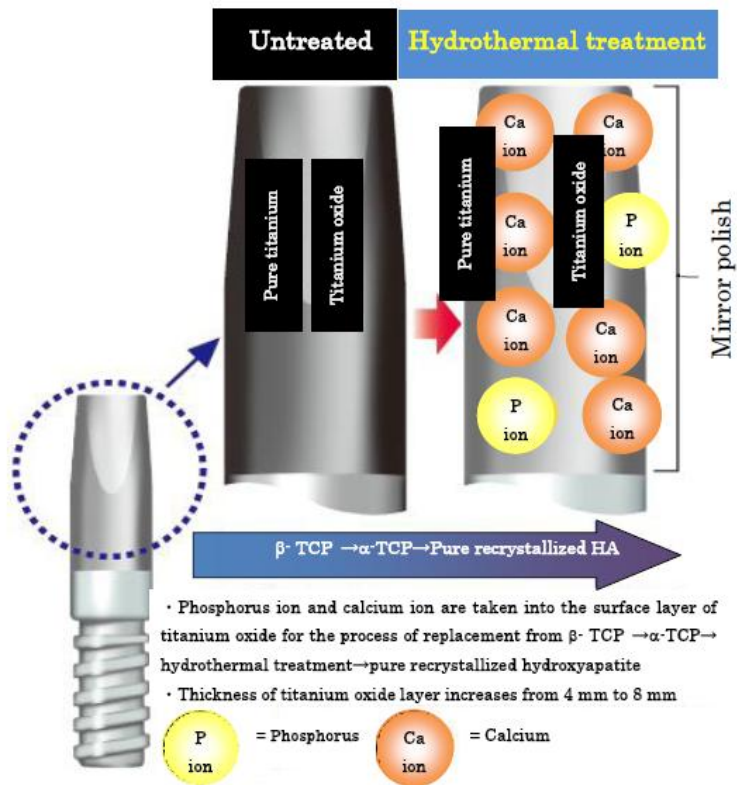 Untreated
Hydrothermal treatment
Pure titanium
Titanium oxide
Pure titanium
Titanium oxide
Ca
ion
Ca
ion
Ca
ion
P
ion
Ca
ion
Ca
ion
P
ion
Ca
ion
Mirror polish
β- TCP →α-TCP→Pure recrystallized HA
・Phosphorus ion and calcium ion are taken into the surface layer of
titanium oxide for the process of replacement from β- TCP →α-TCP→
hydrothermal treatment→pure recrystallized hydroxyapatite
・Thickness of titanium oxide layer increases from 4 mm to 8 mm
P
ion
= Phosphorus
Ca
ion
= Calcium